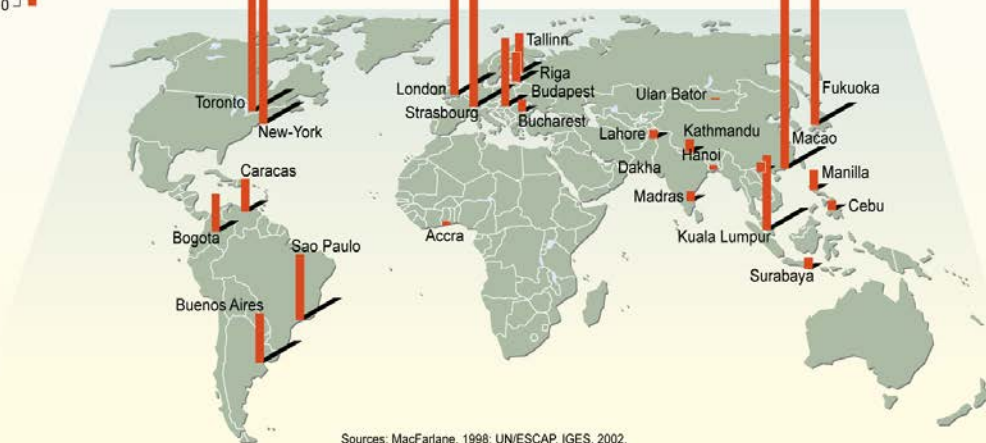 0
Tallinn
Riga
London
Budapest
Strasbourg
Bucharest
Ulan Bator
Fukuoka
Toronto
New-York
Lahore
Kathmandu
Macao
Hanoi
Dakha
Manilla
Caracas
Madras
Cebu
Bogota
Accra
Kuala Lumpur
Sao Paulo
Surabaya
Buenos Aires
Sources: MacFarlane, 1998; UN/ESCAP, IGES, 2002.